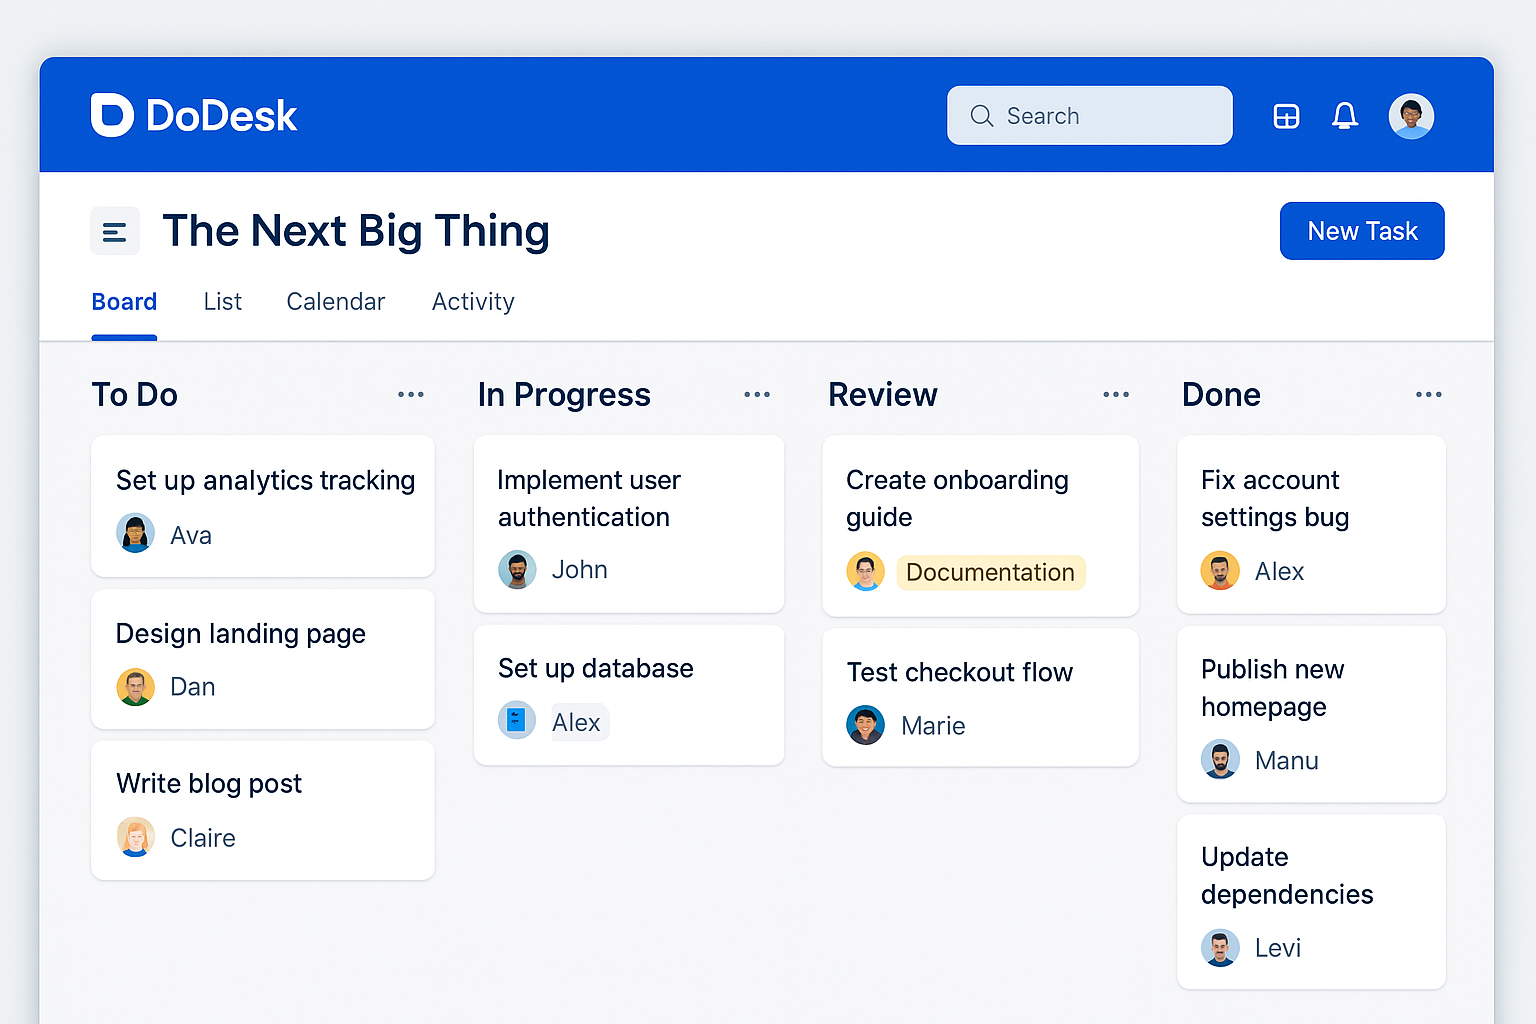 DoDesk
Search
The Next Big Thing
New Task
Board
List
Calendar
Activity
To Do
Set up analytics tracking
Ava
Design landing page
Dan
Write blog post
Claire
In Progress
Implement user
authentication
John
Set up database
Alex
Review
Create onboarding
guide
Documentation
Test checkout flow
Marie
Done
Fix account
settings bug
Alex
Publish new
homepage
Manu
Update
dependencies
Levi